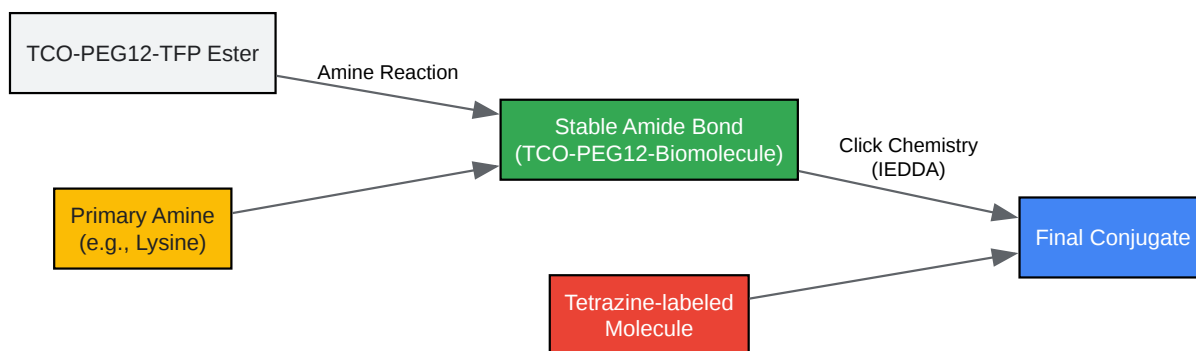 TCO-PEG12-TFP Ester
Amine Reaction
Stable Amide Bond
(TCO-PEG12-Biomolecule)
Click Chemistry
(IEDDA)
Primary Amine
(e.g., Lysine)
Final Conjugate
Tetrazine-labeled
Molecule